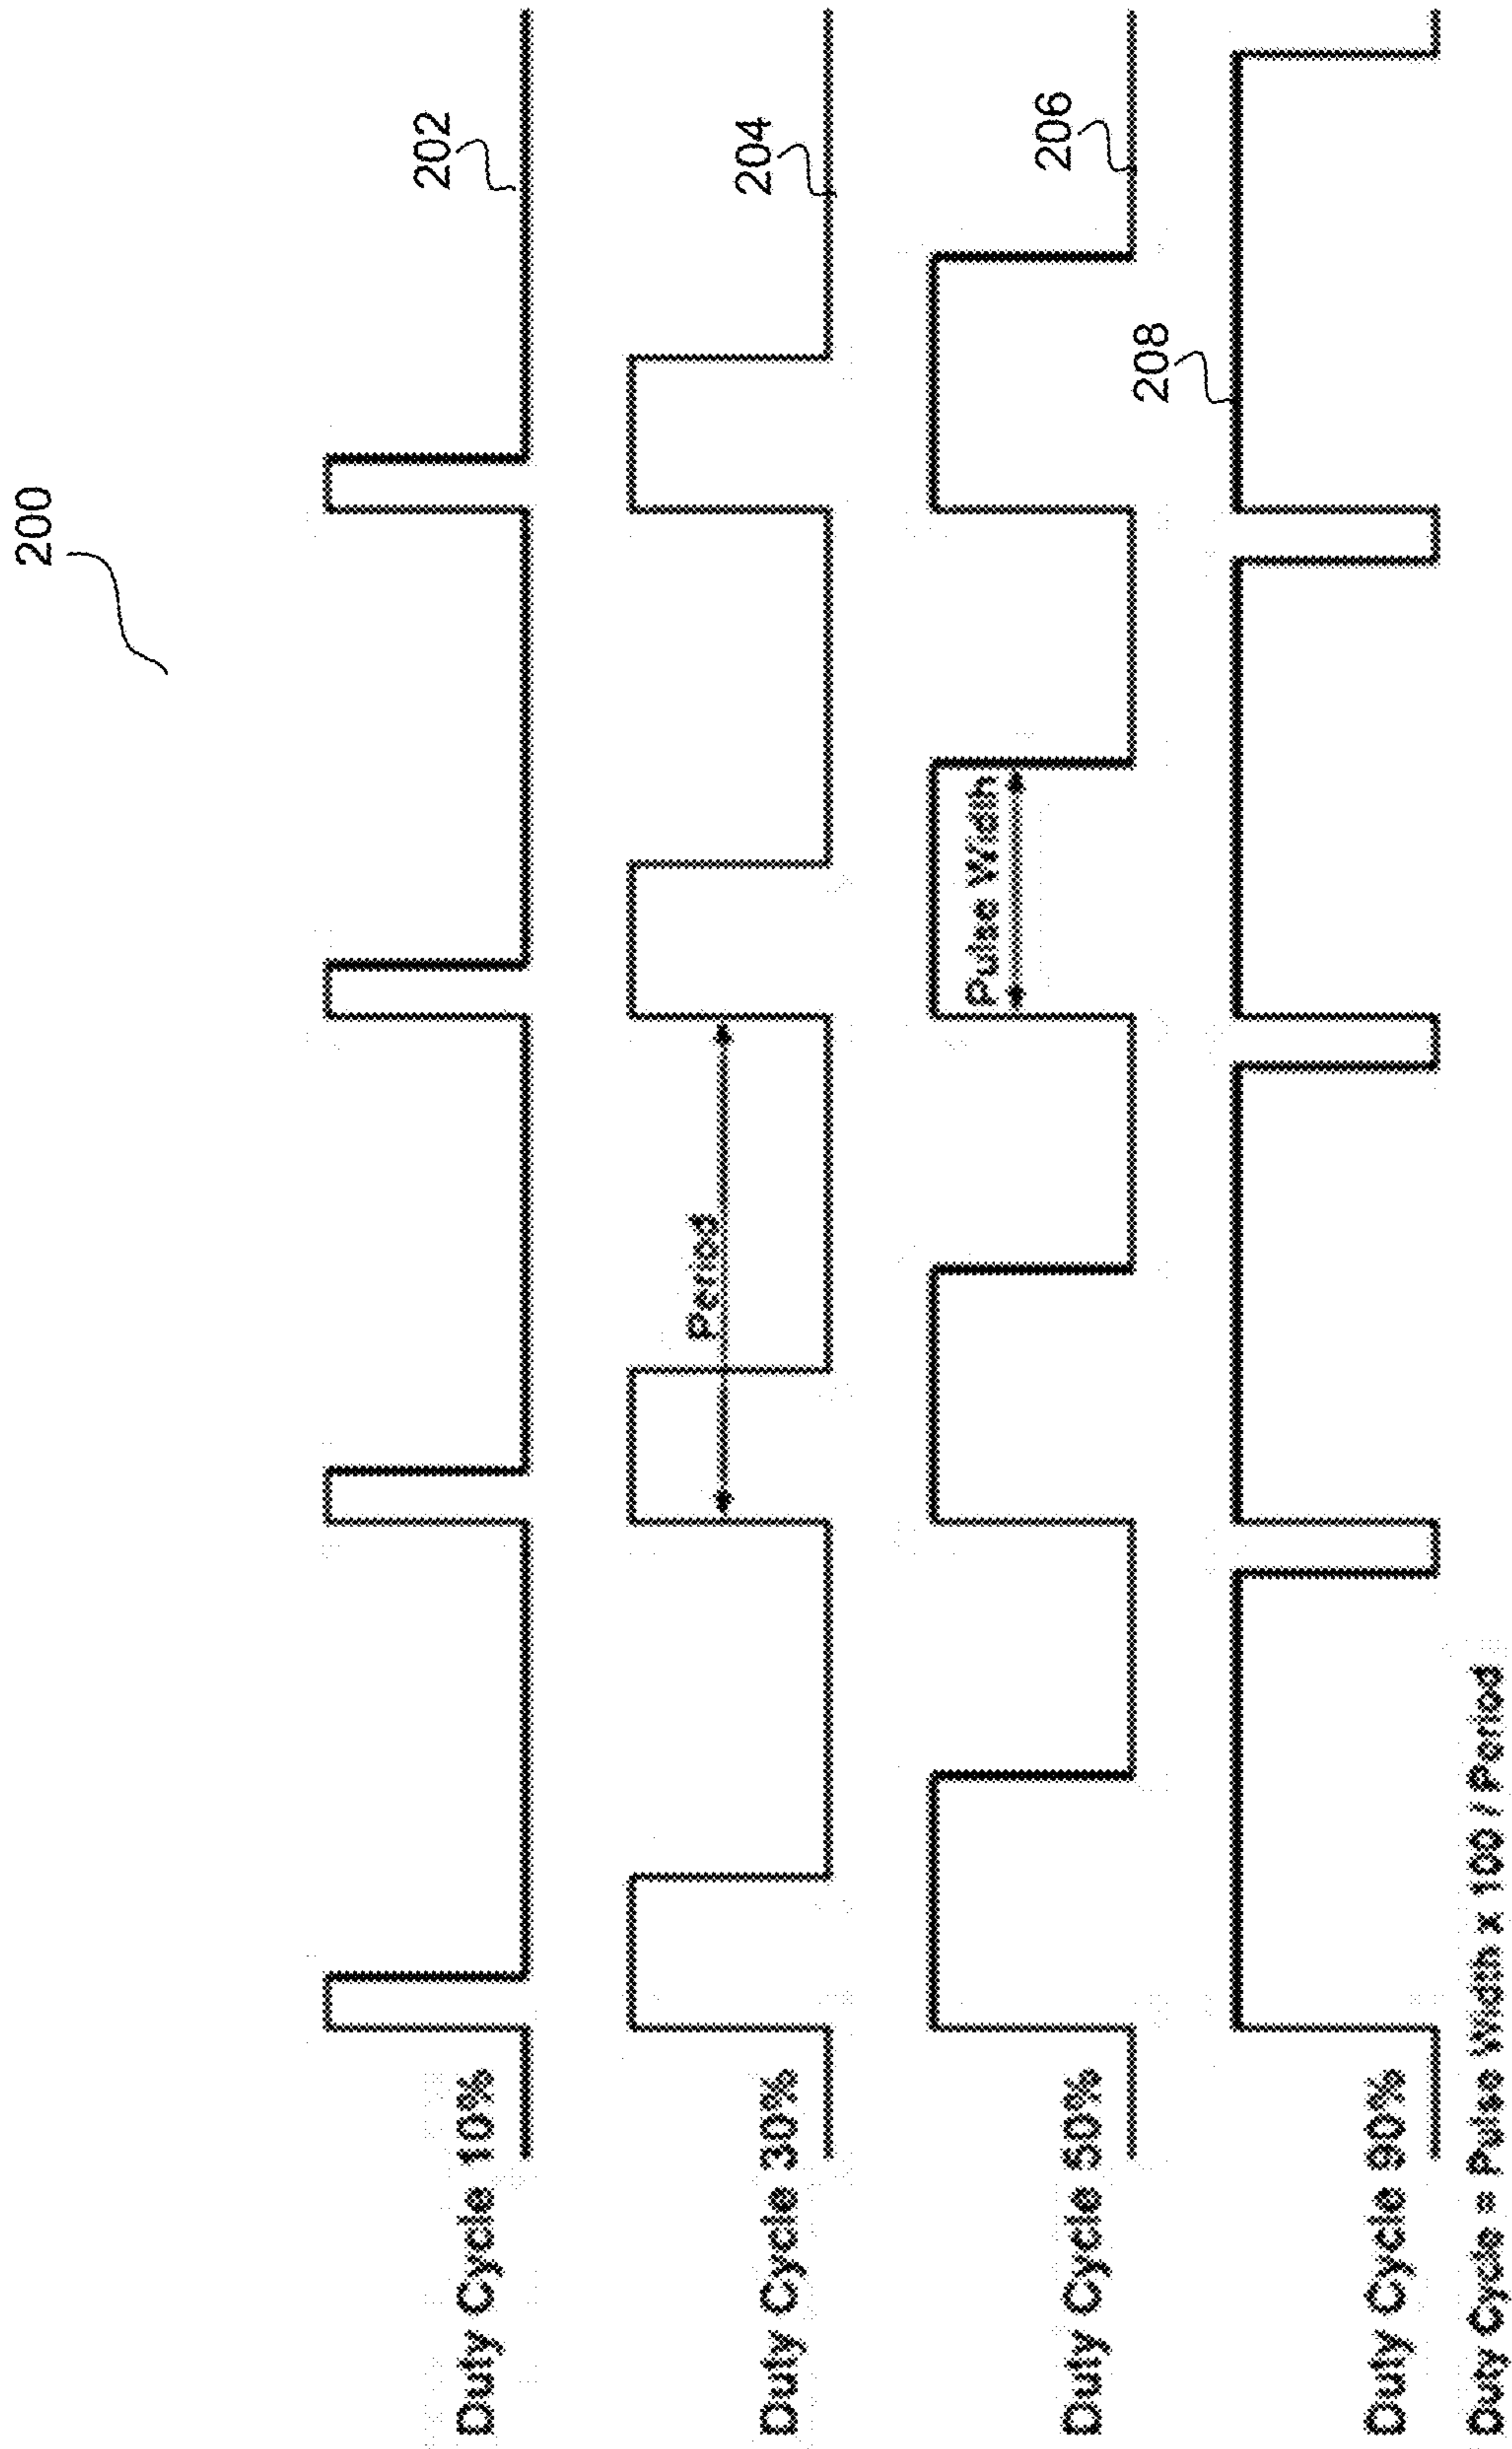 200
202
Duty Cycle 10%
204
Period
Duty Cycle 30%
206
Pulse Width
Duty Cycle 50%
208
Duty Cycle 90%
Duty Cycle = Pulse Width x 100 / Period